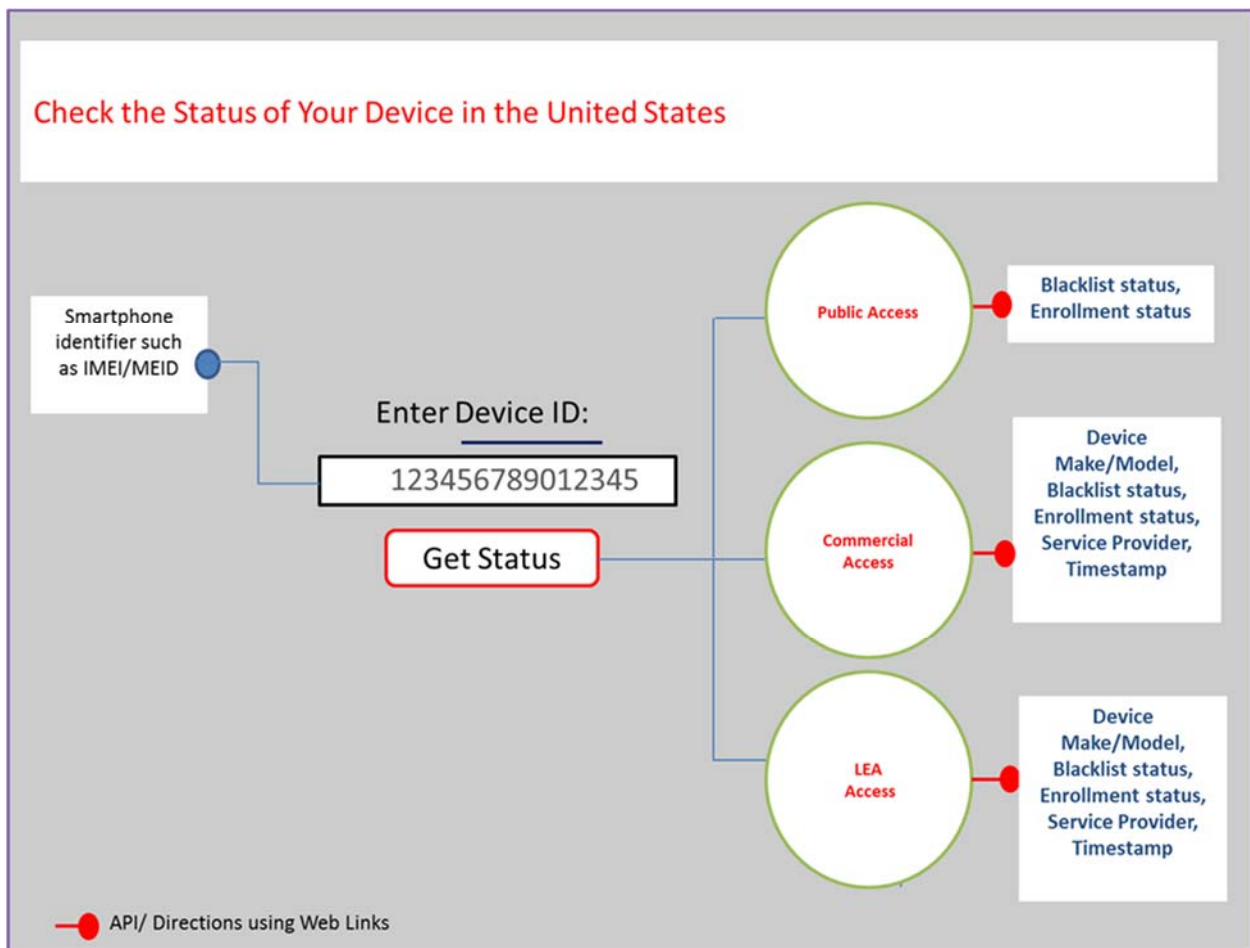 Check the Status of Your Device in the United States
Smartphone
identifier such
as IMEI/MEID
Enter Device ID:
123456789012345
Get Status
Public Access
Blacklist status,
Enrollment status
Commercial
Access
Device
Make/Model,
Blacklist status,
Enrollment status,
Service Provider,
Timestamp
LEA
Access
Device
Make/Model,
Blacklist status,
Enrollment status,
Service Provider,
Timestamp
API/ Directions using Web Links